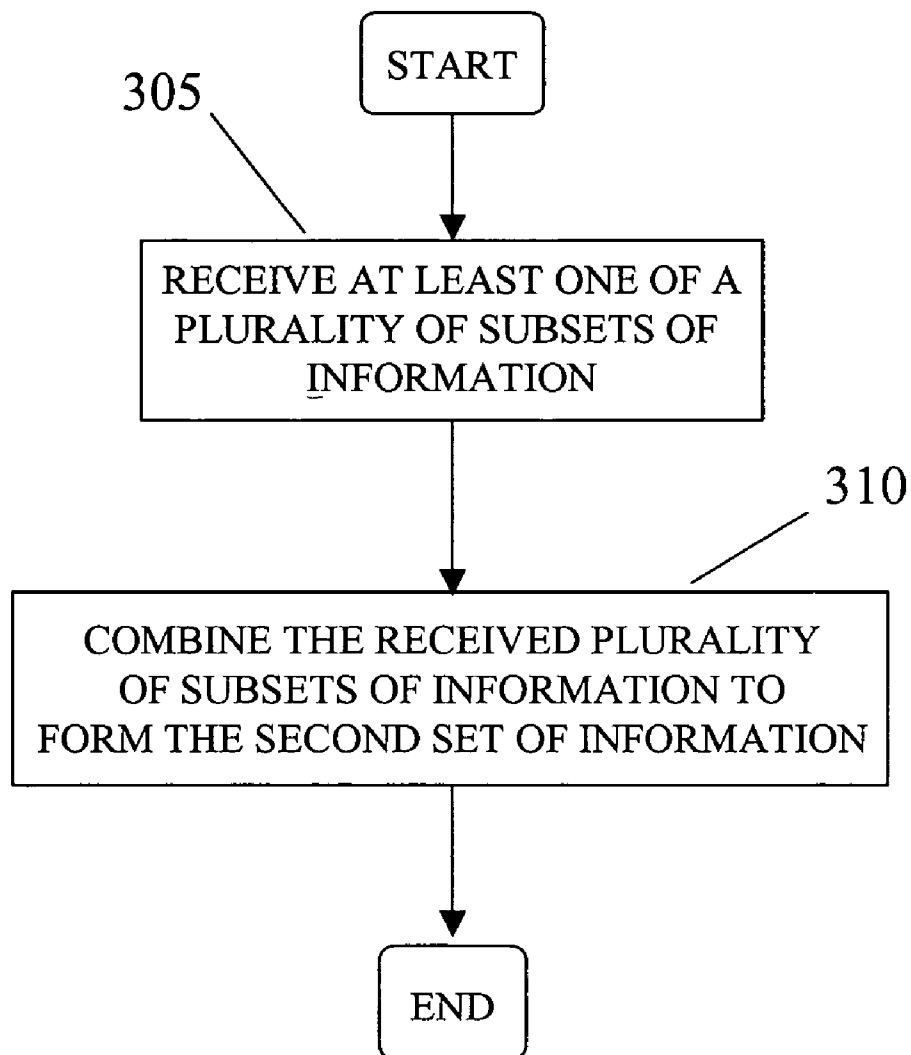 START
305
RECEIVE AT LEAST ONE OF A
PLURALITY OF SUBSETS OF
INFORMATION
310
COMBINE THE RECEIVED PLURALITY
OF SUBSETS OF INFORMATION TO
FORM THE SECOND SET OF INFORMATION
END